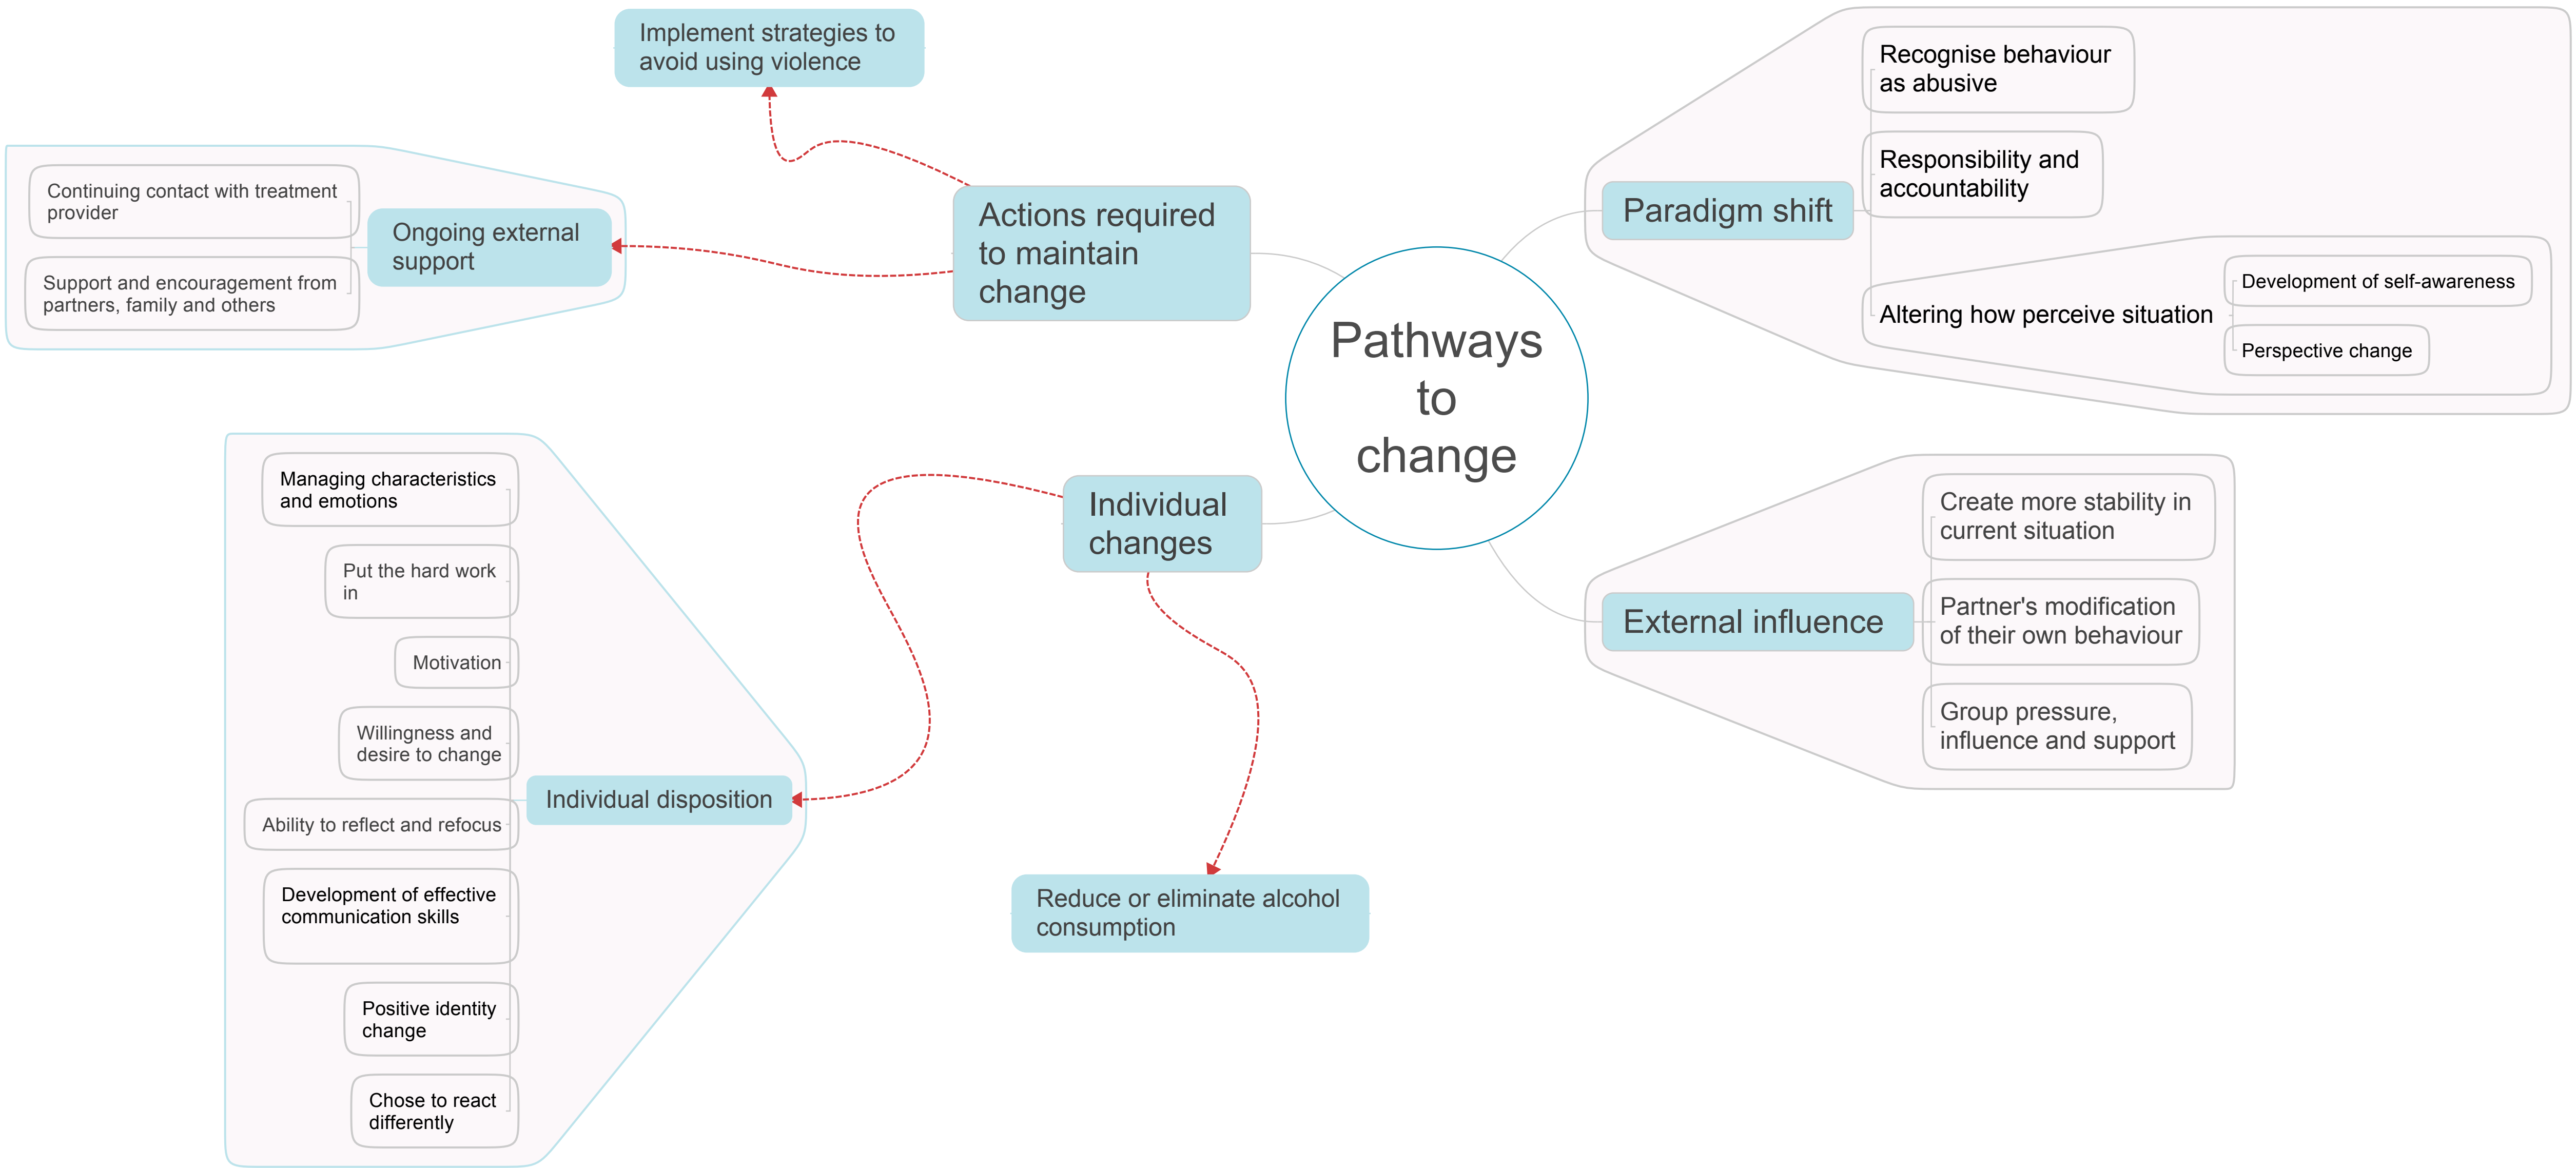 Implement strategies to
avoid using violence
Continuing contact with treatment
provider
Support and encouragement from
partners, family and others
Ongoing external
support
Actions required
to maintain
change
Pathways
to
change
Paradigm shift
Recognise behaviour
as abusive
Responsibility and
accountability
Altering how perceive situation
Development of self-awareness
Perspective change
Managing characteristics
and emotions
Put the hard work
in
Motivation
Willingness and
desire to change
Ability to reflect and refocus
Development of effective
communication skills
Positive identity
change
Chose to react
differently
Individual disposition
Individual
changes
Reduce or eliminate alcohol
consumption
External influence
Create more stability in
current situation
Partner's modification
of their own behaviour
Group pressure,
influence and support